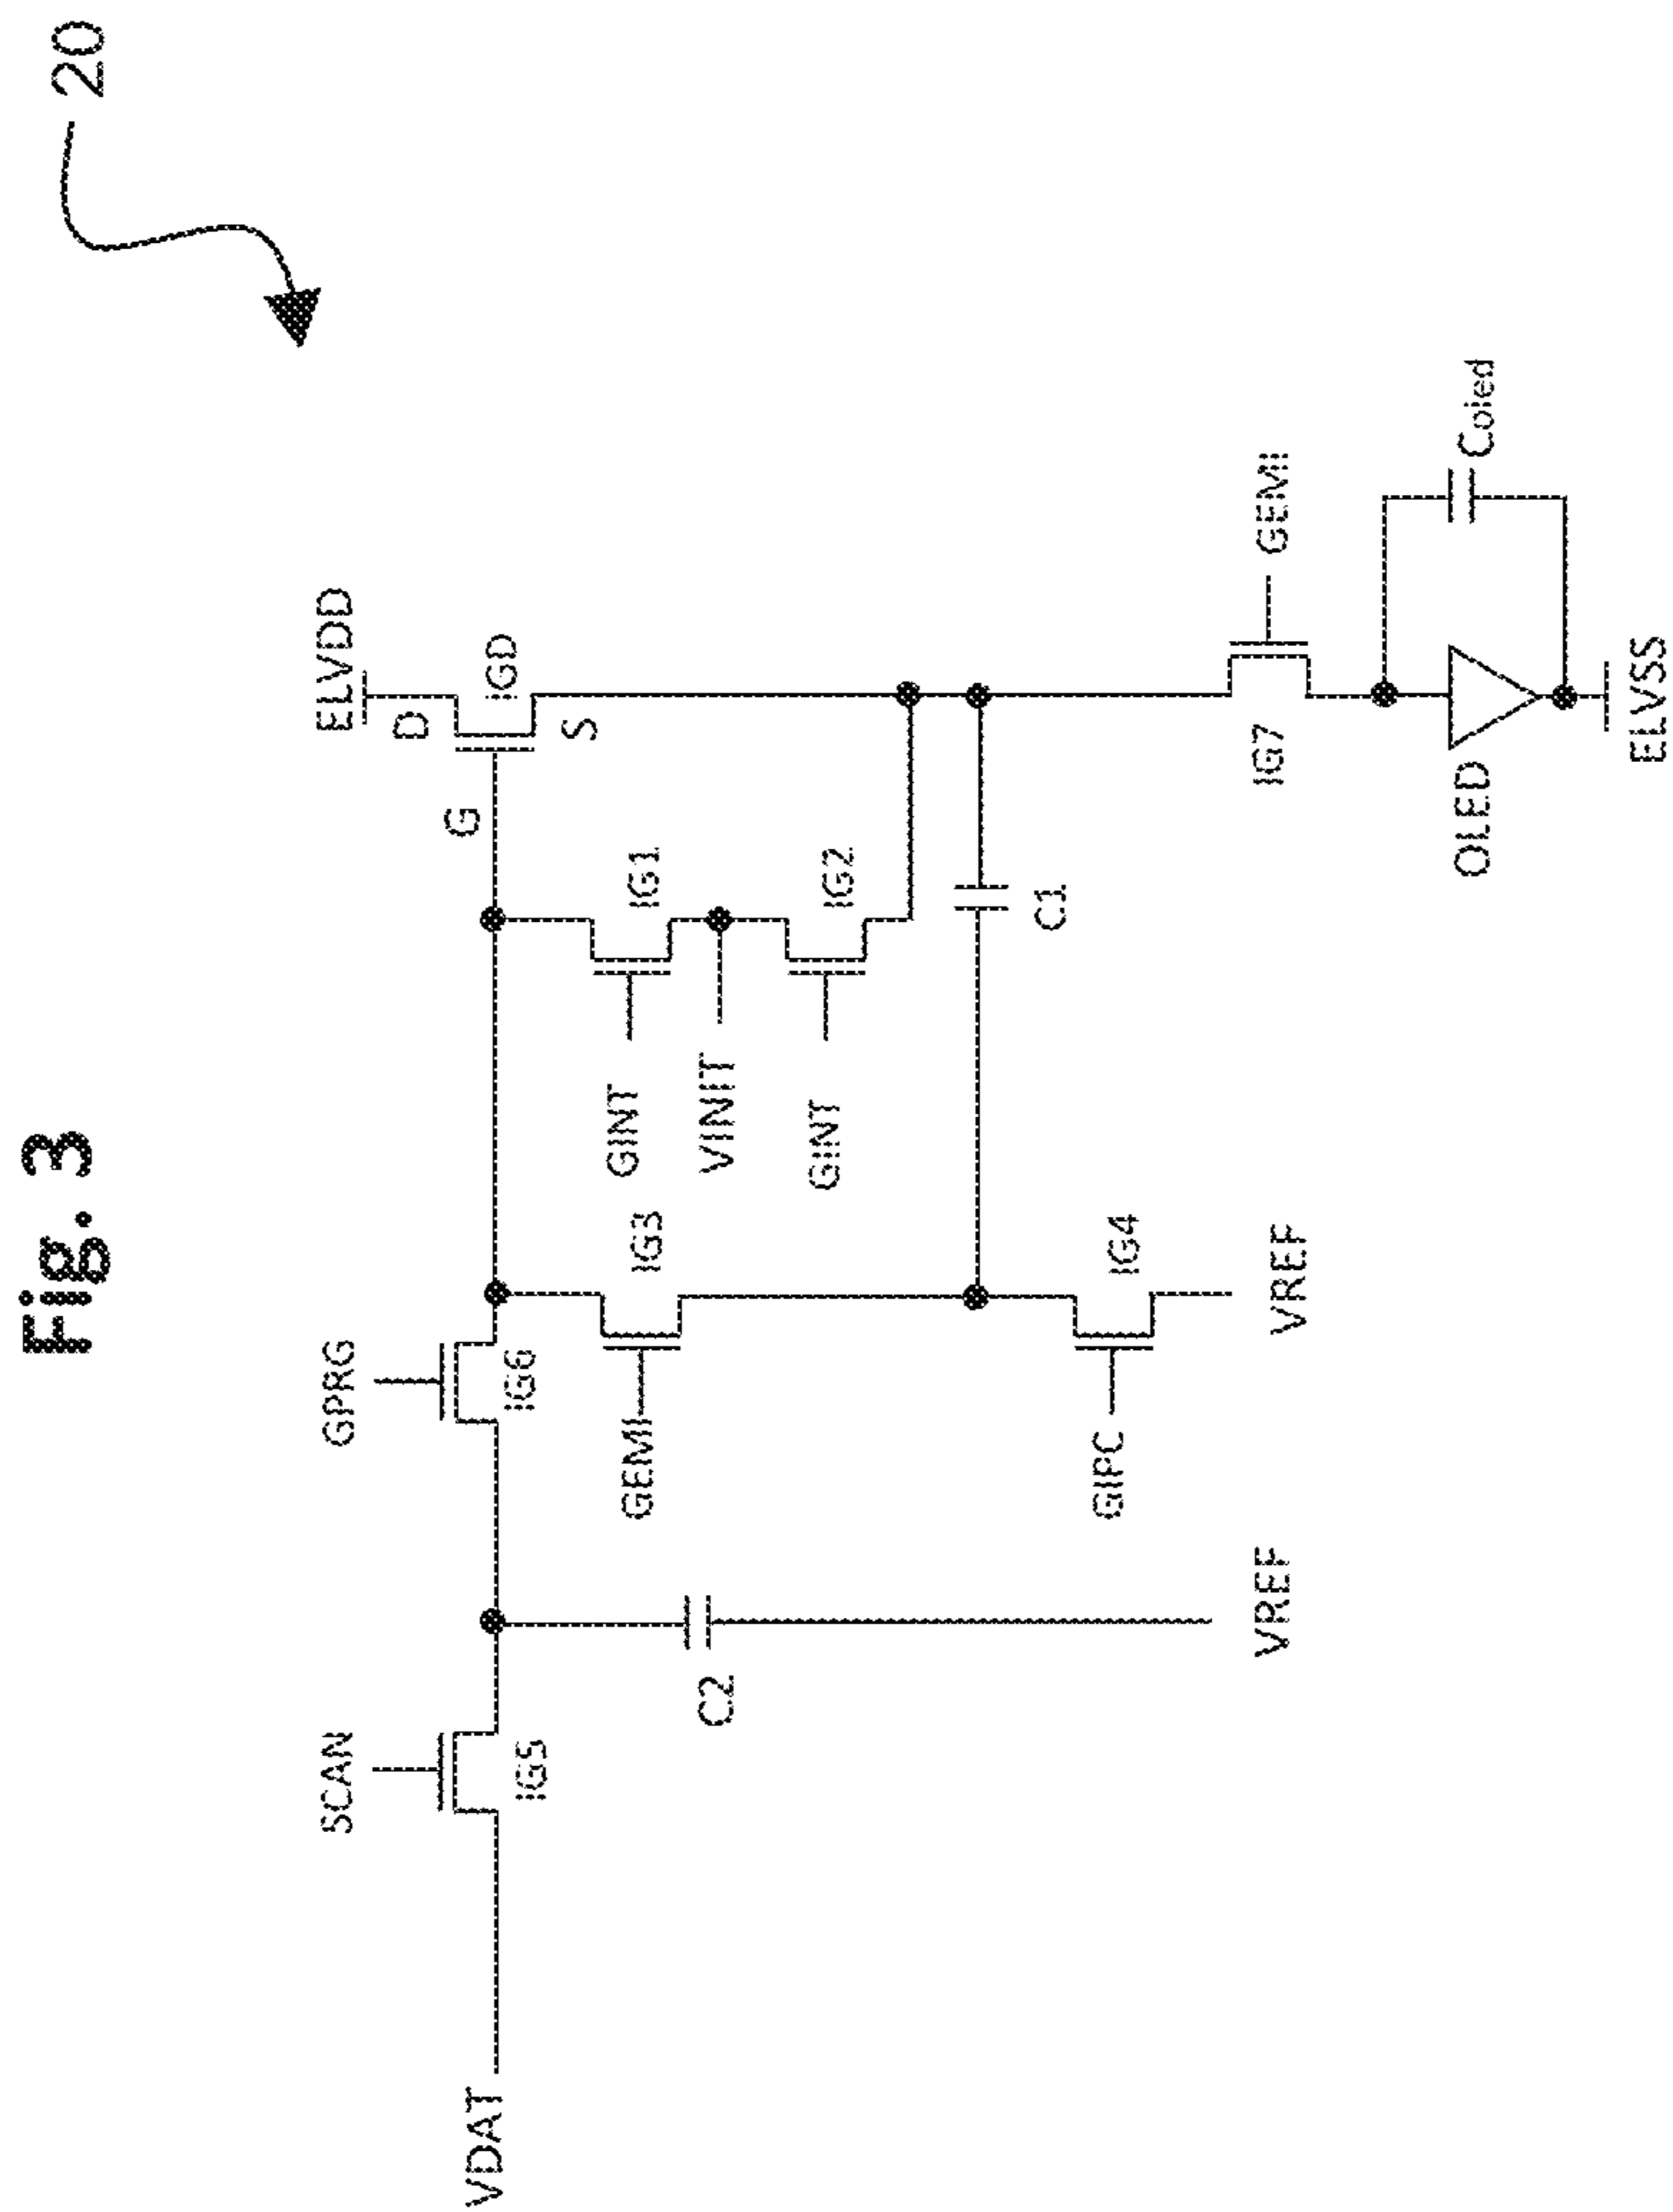 Fig. 3
20
ELVDD
D
IGD
S
G
SCAN
GPRG
VDAT
IG5
IG6
C2
VREF
GEMI
IG3
GINT
IG1
VINIT
GINT
IG2
C1
GIPC
IG4
VREF
IG7
GEMI
OLED
Coled
ELVSS